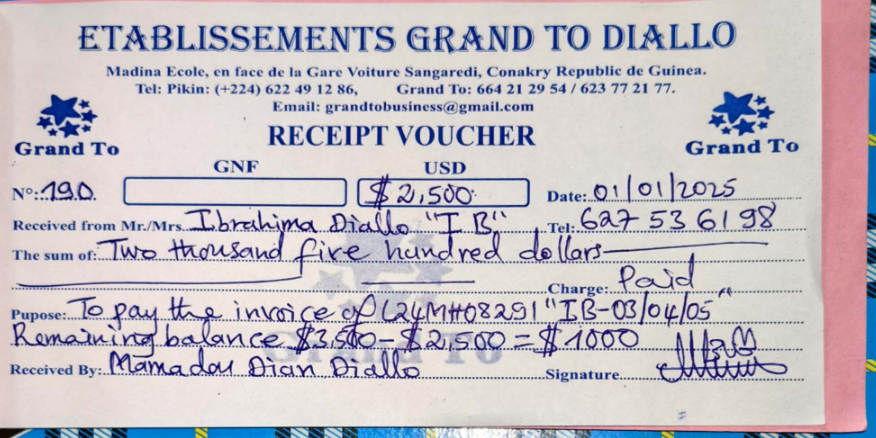 ETABLISSEMENTS GRAND TO DIALLO
Madina Ecole, en face de la Gare Voiture Sangaredi, Conakry Republic de Guinea.
Tel: Pikin: (+224) 622 49 12 86, Grand To: 664 21 29 54 / 623 77 21 77.
Email: grandtobusiness@gmail.com
Grand To RECEIPT VOUCHER Grand To
GNF USD
N°: 190 $2,500 Date: 01/01/2025
Received from Mr./Mrs. Ibrahima Diallo "I B" Tel: 627 53 61 98
The sum of: Two thousand five hundred dollars
Charge: Paid
Pupose: To pay the invoice of L24MH08291 "IB-03/04/05"
Remaining balance $3,500 - $2,500 = $1000
Received By: Mamadou Dian Diallo Signature
Grand To